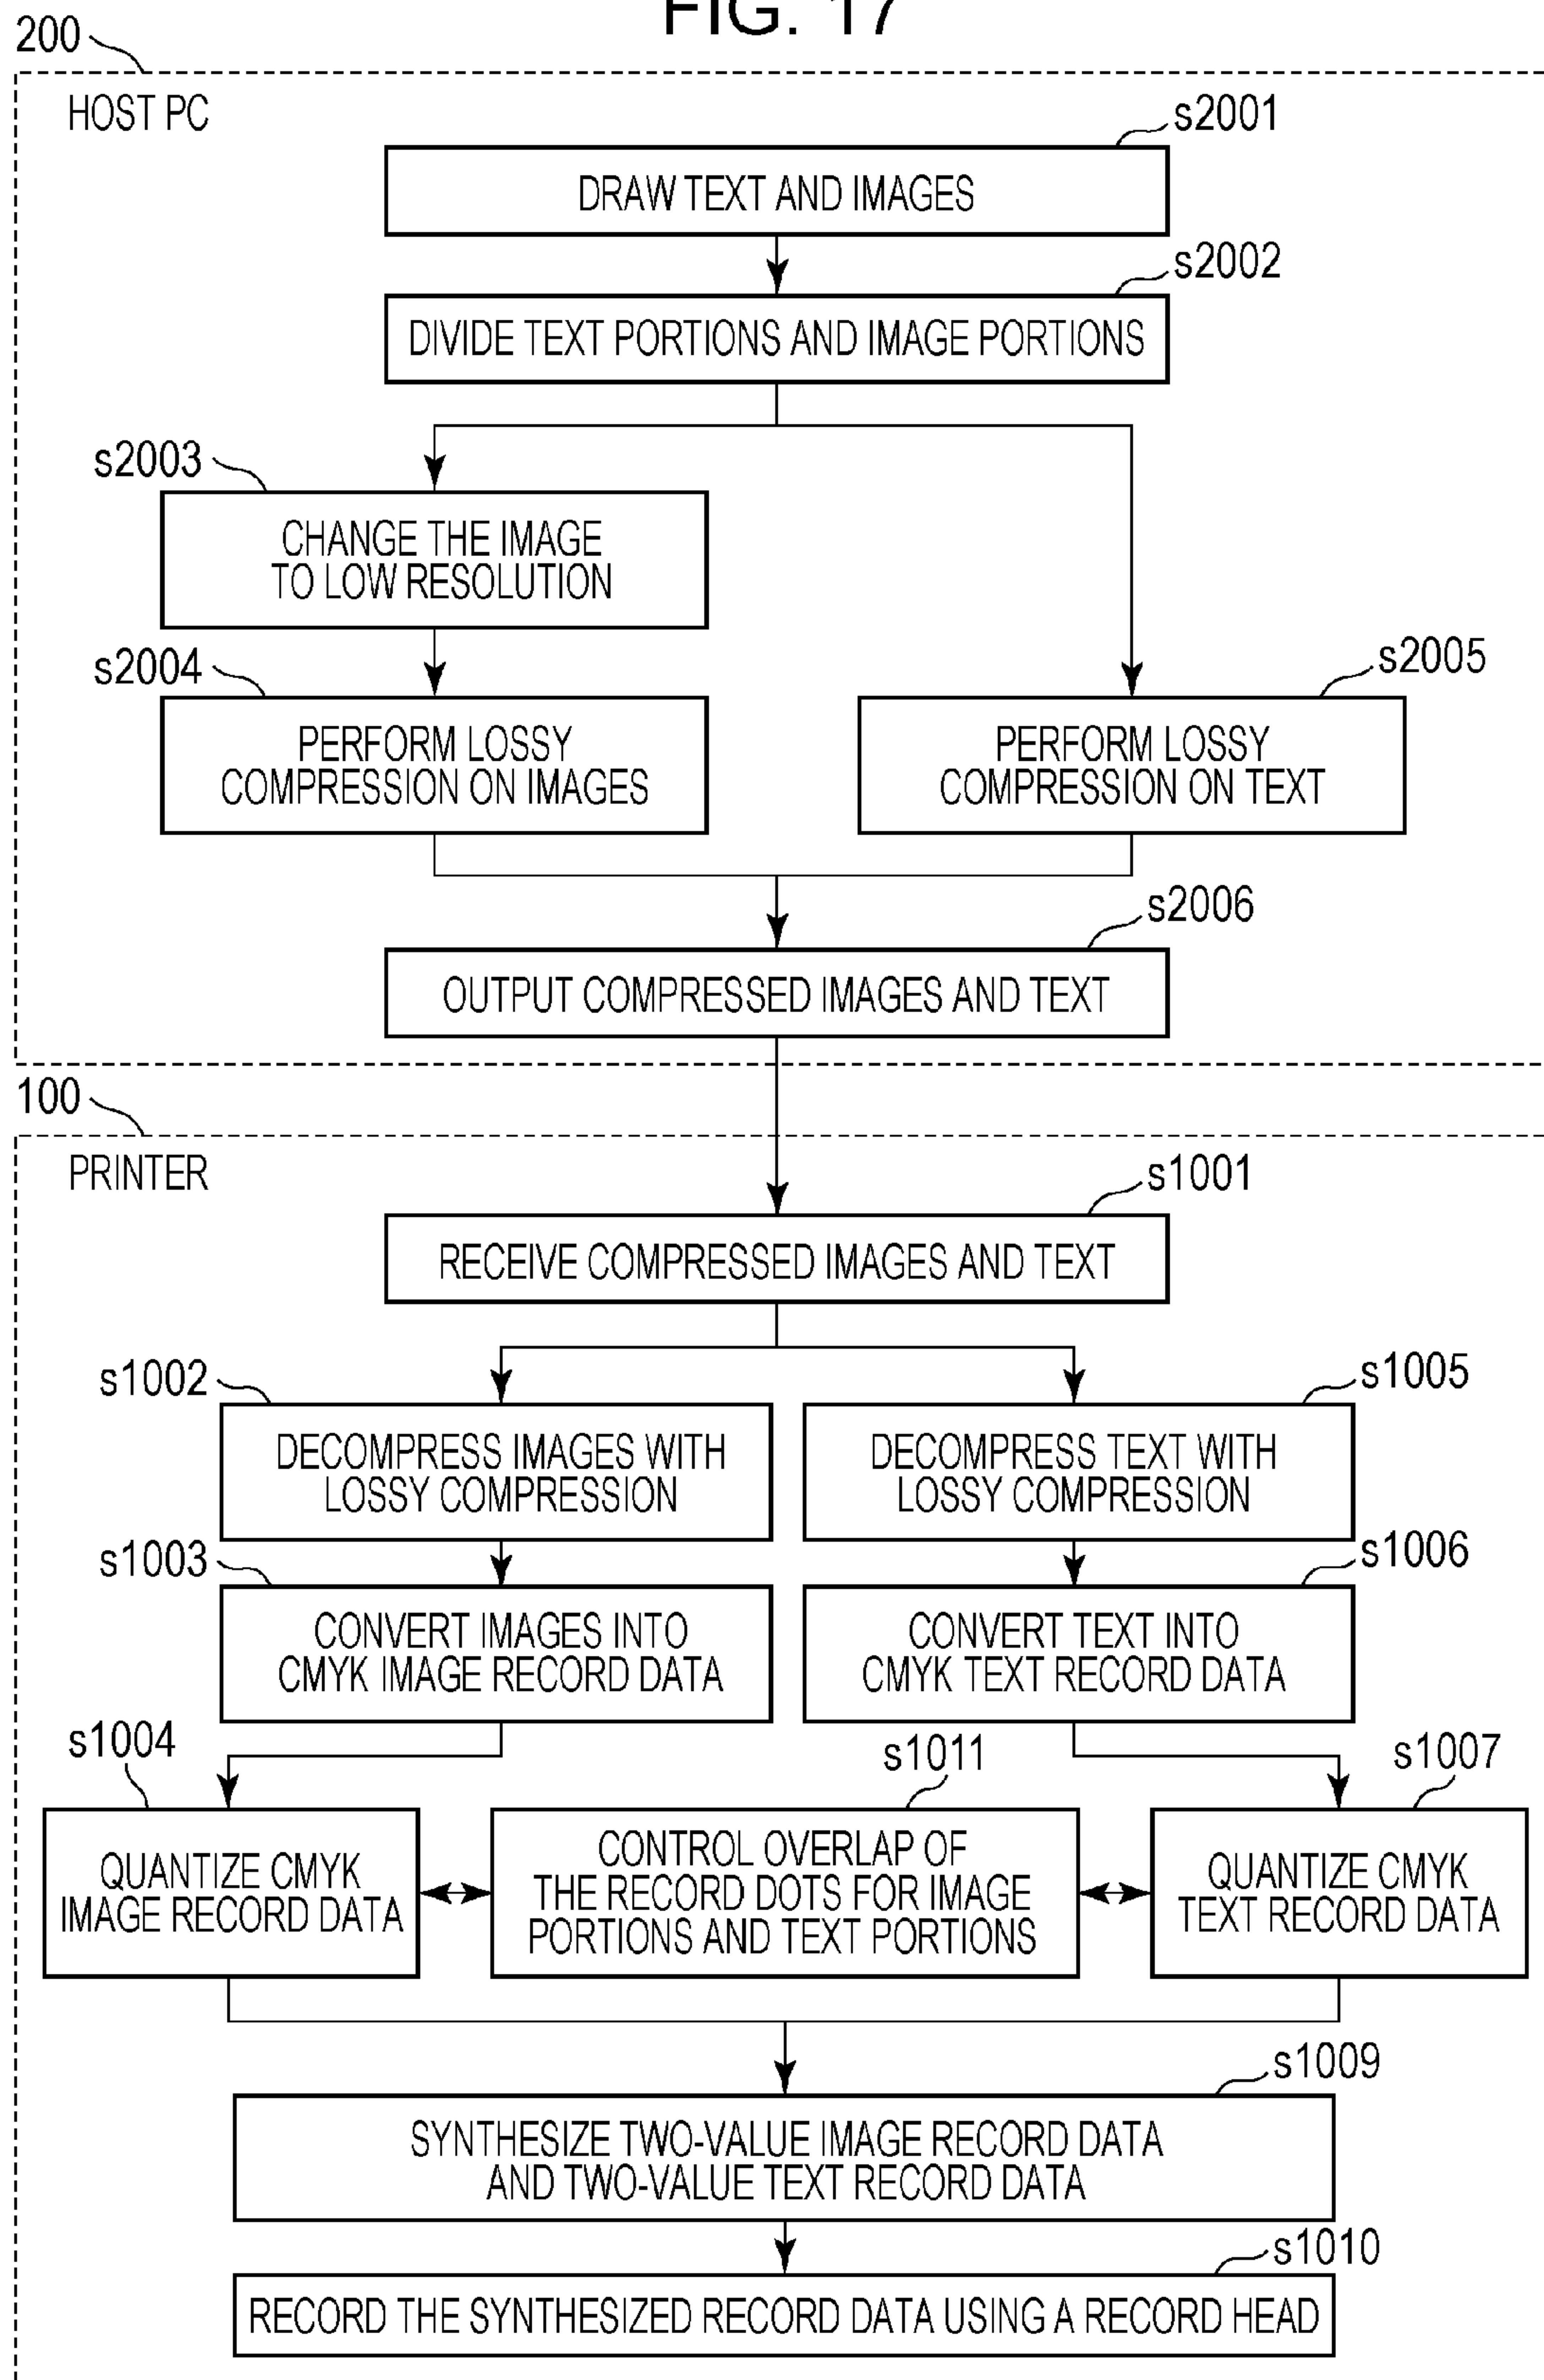 FIG. 17
200
HOST PC
s2001
DRAW TEXT AND IMAGES
s2002
DIVIDE TEXT PORTIONS AND IMAGE PORTIONS
s2003
CHANGE THE IMAGE
TO LOW RESOLUTION
s2004
PERFORM LOSSY
COMPRESSION ON IMAGES
s2005
PERFORM LOSSY
COMPRESSION ON TEXT
s2006
OUTPUT COMPRESSED IMAGES AND TEXT
100
PRINTER
s1001
RECEIVE COMPRESSED IMAGES AND TEXT
s1002
DECOMPRESS IMAGES WITH
LOSSY COMPRESSION
s1005
DECOMPRESS TEXT WITH
LOSSY COMPRESSION
s1003
CONVERT IMAGES INTO
CMYK IMAGE RECORD DATA
s1006
CONVERT TEXT INTO
CMYK TEXT RECORD DATA
s1004
QUANTIZE CMYK
IMAGE RECORD DATA
s1011
CONTROL OVERLAP OF
THE RECORD DOTS FOR IMAGE
PORTIONS AND TEXT PORTIONS
s1007
QUANTIZE CMYK
TEXT RECORD DATA
s1009
SYNTHESIZE TWO-VALUE IMAGE RECORD DATA
AND TWO-VALUE TEXT RECORD DATA
s1010
RECORD THE SYNTHESIZED RECORD DATA USING A RECORD HEAD